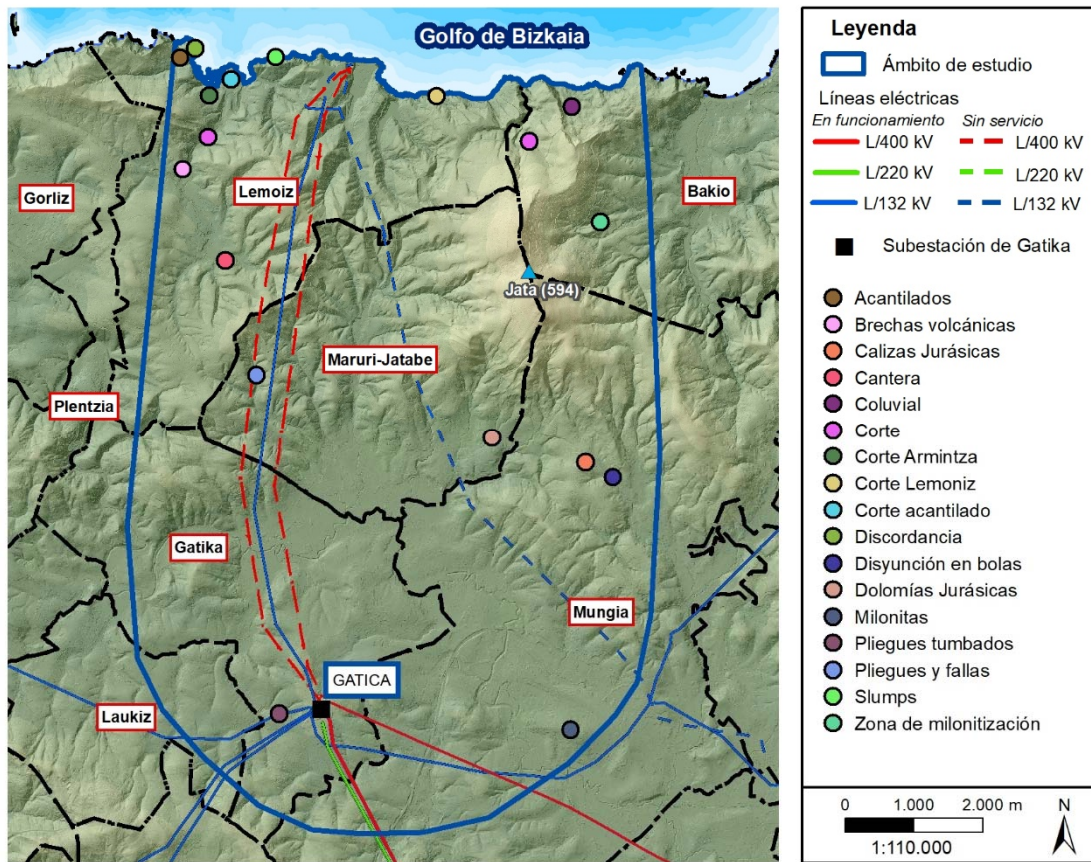 Golfo de Bizkaia
Gorliz
Lemoiz
Bakio
Jata (594)
Maruri-Jatabe
Plentzia
Gatika
Mungia
GATICA
Laukiz
Leyenda
Ámbito de estudio
Líneas eléctricas
En funcionamiento Sin servicio
L/400 kV L/400 kV
L/220 kV L/220 kV
L/132 kV L/132 kV
Subestación de Gatika
Acantilados
Brechas volcánicas
Calizas Jurásicas
Cantera
Coluvial
Corte
Corte Armintza
Corte Lemoniz
Corte acantilado
Discordancia
Disyunción en bolas
Dolomías Jurásicas
Milonitas
Pliegues tumbados
Pliegues y fallas
Slumps
Zona de milonitización
0 1.000 2.000 m
N
1:110.000